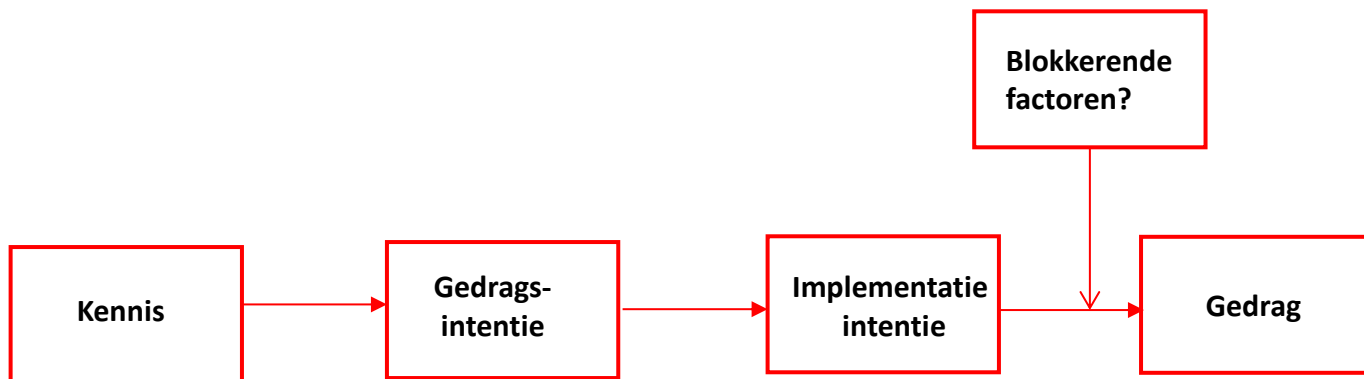 Blokkerende
factoren?
Kennis
Gedrags-
intentie
Implementatie
intentie
Gedrag